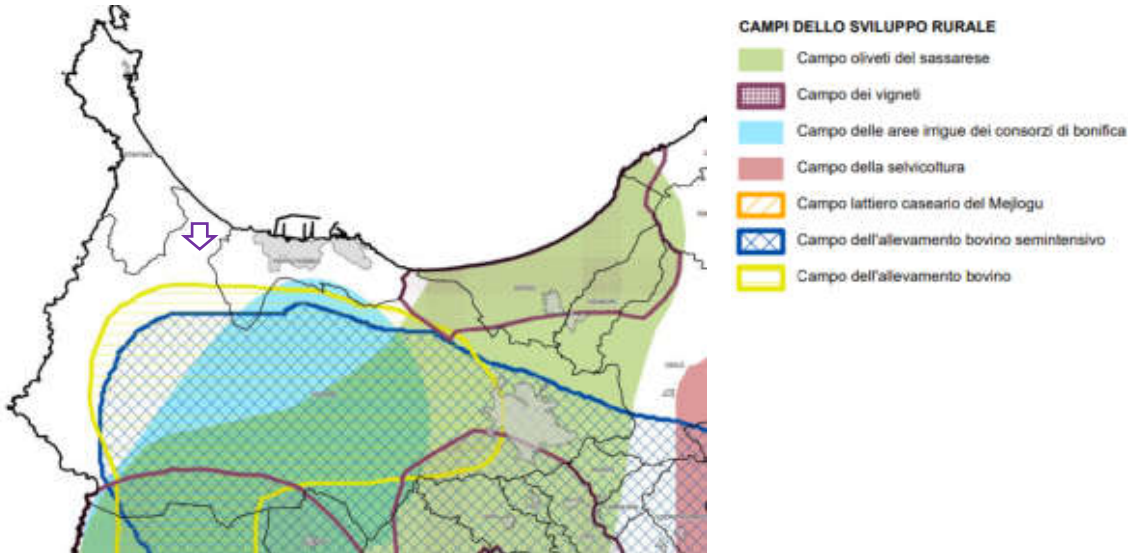 CAMPI DELLO SVILUPPO RURALE
Campo oliveti del sassarese
Campo dei vigneti
Campo delle aree irrigue dei consorzi di bonifica
Campo della selvicoltura
Campo lattiero caseario del Mejlogu
Campo dell'allevamento bovino semintensivo
Campo dell'allevamento bovino